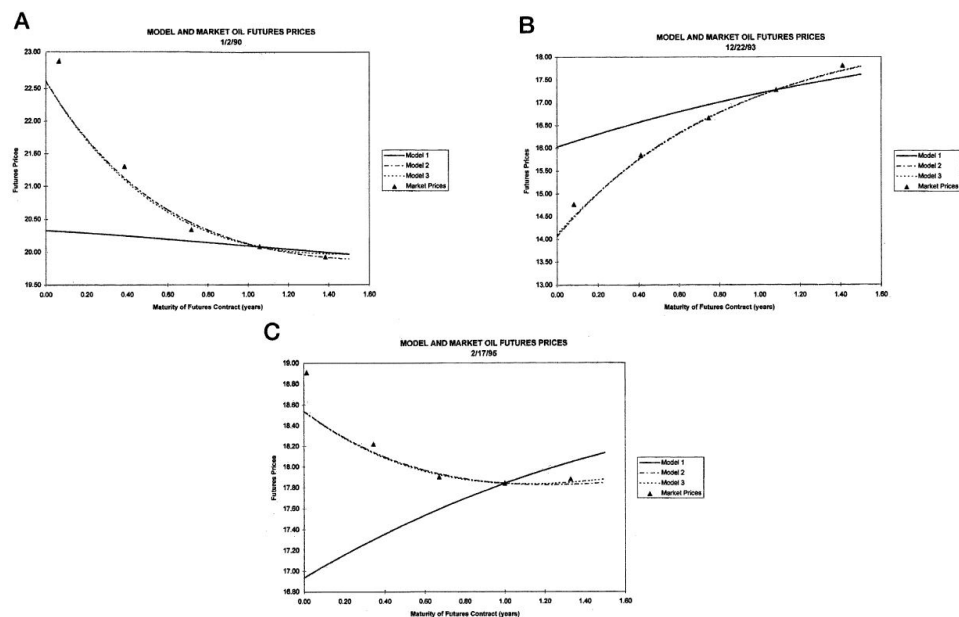 A
MODEL AND MARKET OIL FUTURES PRICES
1/2/90
Futures Prices
23.00
22.50
22.00
21.50
21.00
20.50
20.00
19.50
0.00 0.20 0.40 0.60 0.80 1.00 1.20 1.40 1.60
Maturity of Futures Contract (years)
Model 1
Model 2
Model 3
Market Prices
B
MODEL AND MARKET OIL FUTURES PRICES
12/22/93
Futures Prices
18.00
17.50
17.00
16.50
16.00
15.50
15.00
14.50
14.00
13.50
13.00
0.00 0.20 0.40 0.60 0.80 1.00 1.20 1.40 1.60
Maturity of Futures Contract (years)
Model 1
Model 2
Model 3
Market Prices
C
MODEL AND MARKET OIL FUTURES PRICES
2/17/95
Futures Prices
19.00
18.80
18.60
18.40
18.20
18.00
17.80
17.60
17.40
17.20
17.00
16.80
0.00 0.20 0.40 0.60 0.80 1.00 1.20 1.40 1.60
Maturity of Futures Contract (years)
Model 1
Model 2
Model 3
Market Prices